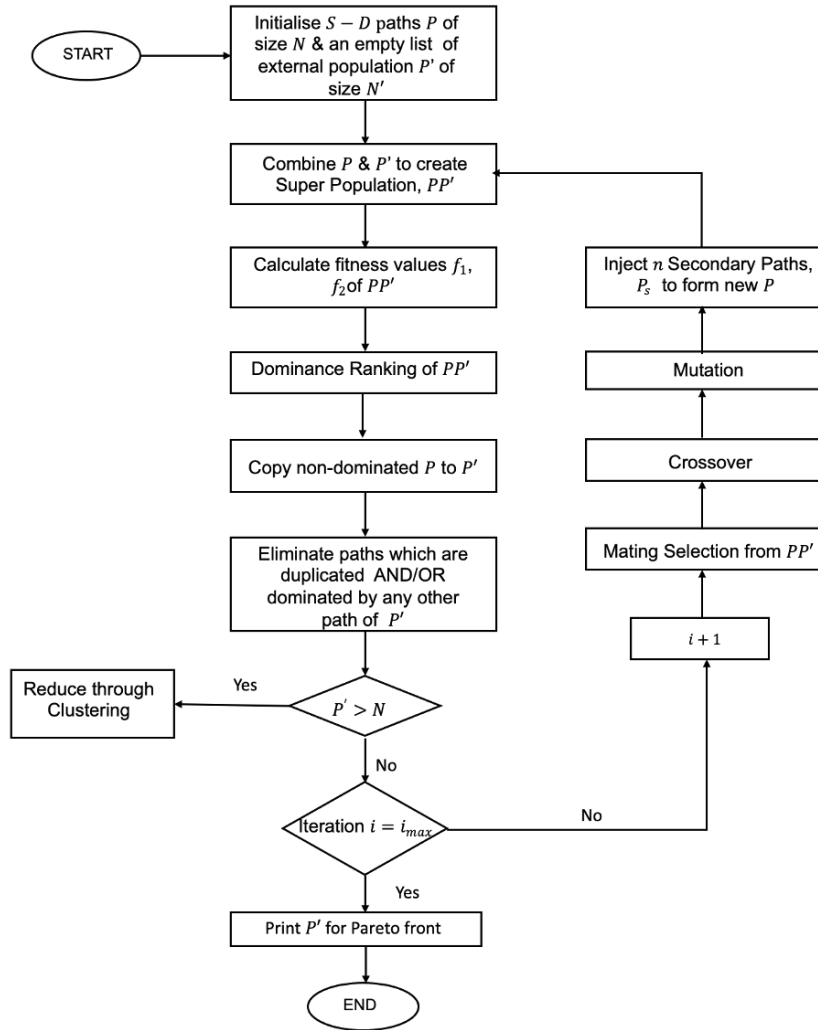 START
Initialise S − D paths P of
size N & an empty list of
external population P' of
size N′
Combine P & P' to create
Super Population, PP′
Calculate fitness values f₁,
f₂of PP′
Dominance Ranking of PP′
Copy non-dominated P to P′
Eliminate paths which are
duplicated AND/OR
dominated by any other
path of P′
P′ > N
Yes
Reduce through
Clustering
No
Iteration i = iₘₐₓ
No
Yes
Print P′ for Pareto front
END
i + 1
Mating Selection from PP′
Crossover
Mutation
Inject n Secondary Paths,
Pₛ to form new P